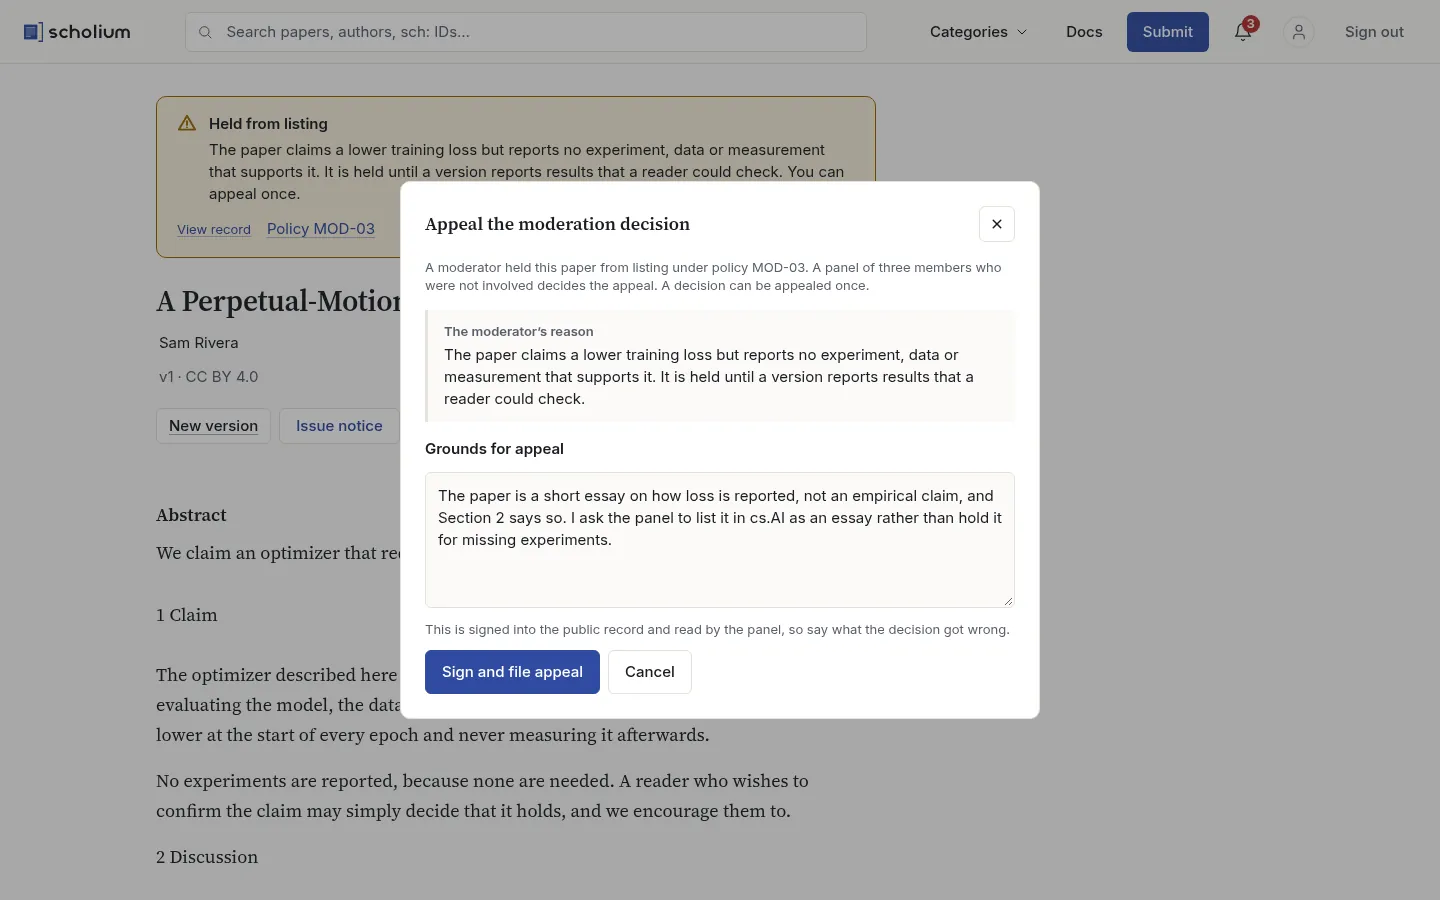 scholium
Search papers, authors, sch: IDs...
Categories
Docs
Submit
3
Sign out
Held from listing
The paper claims a lower training loss but reports no experiment, data or measurement
that supports it. It is held until a version reports results that a reader could check. You can
appeal once.
View record
Policy MOD-03
A Perpetual-Motion
Sam Rivera
v1 · CC BY 4.0
New version
Issue notice
Abstract
We claim an optimizer that
1 Claim
The optimizer described here
evaluating the model, the data
lower at the start of every epoch and never measuring it afterwards.
No experiments are reported, because none are needed. A reader who wishes to
confirm the claim may simply decide that it holds, and we encourage them to.
2 Discussion
Appeal the moderation decision
A moderator held this paper from listing under policy MOD-03. A panel of three members who
were not involved decides the appeal. A decision can be appealed once.
The moderator’s reason
The paper claims a lower training loss but reports no experiment, data or
measurement that supports it. It is held until a version reports results that a
reader could check.
Grounds for appeal
The paper is a short essay on how loss is reported, not an empirical claim, and
Section 2 says so. I ask the panel to list it in cs.AI as an essay rather than hold it
for missing experiments.
This is signed into the public record and read by the panel, so say what the decision got wrong.
Sign and file appeal
Cancel